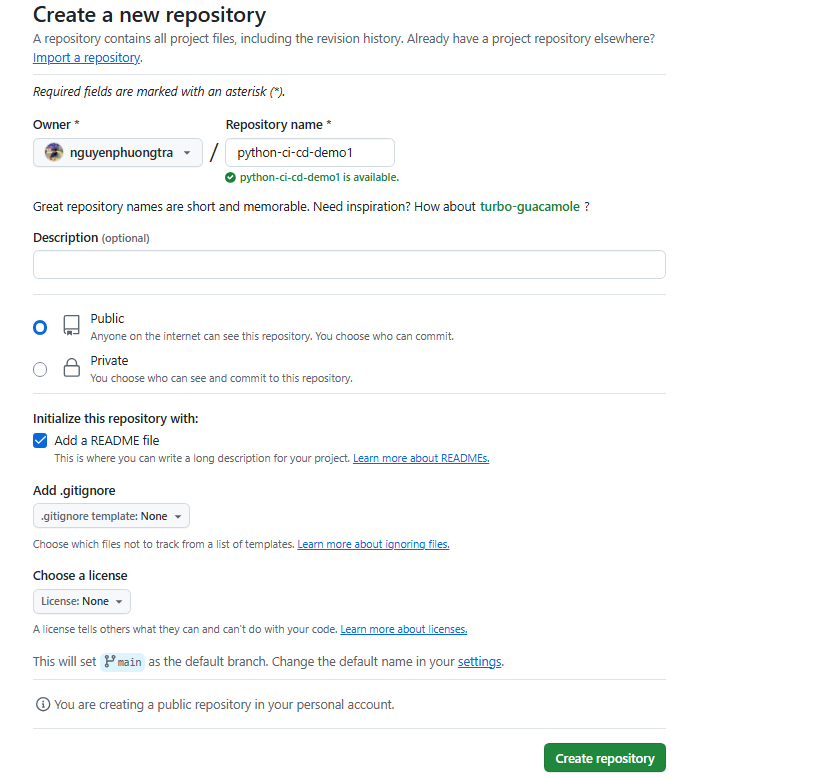 Create a new repository
A repository contains all project files, including the revision history. Already have a project repository elsewhere?
Import a repository.
Required fields are marked with an asterisk (*).
Owner * Repository name *
nguyenphuongtra / python-ci-cd-demo1
python-ci-cd-demo1 is available.
Great repository names are short and memorable. Need inspiration? How about turbo-guacamole ?
Description (optional)
Public
Anyone on the internet can see this repository. You choose who can commit.
Private
You choose who can see and commit to this repository.
Initialize this repository with:
Add a README file
This is where you can write a long description for your project. Learn more about READMEs.
Add .gitignore
.gitignore template: None
Choose which files not to track from a list of templates. Learn more about ignoring files.
Choose a license
License: None
A license tells others what they can and can't do with your code. Learn more about licenses.
This will set main as the default branch. Change the default name in your settings.
You are creating a public repository in your personal account.
Create repository